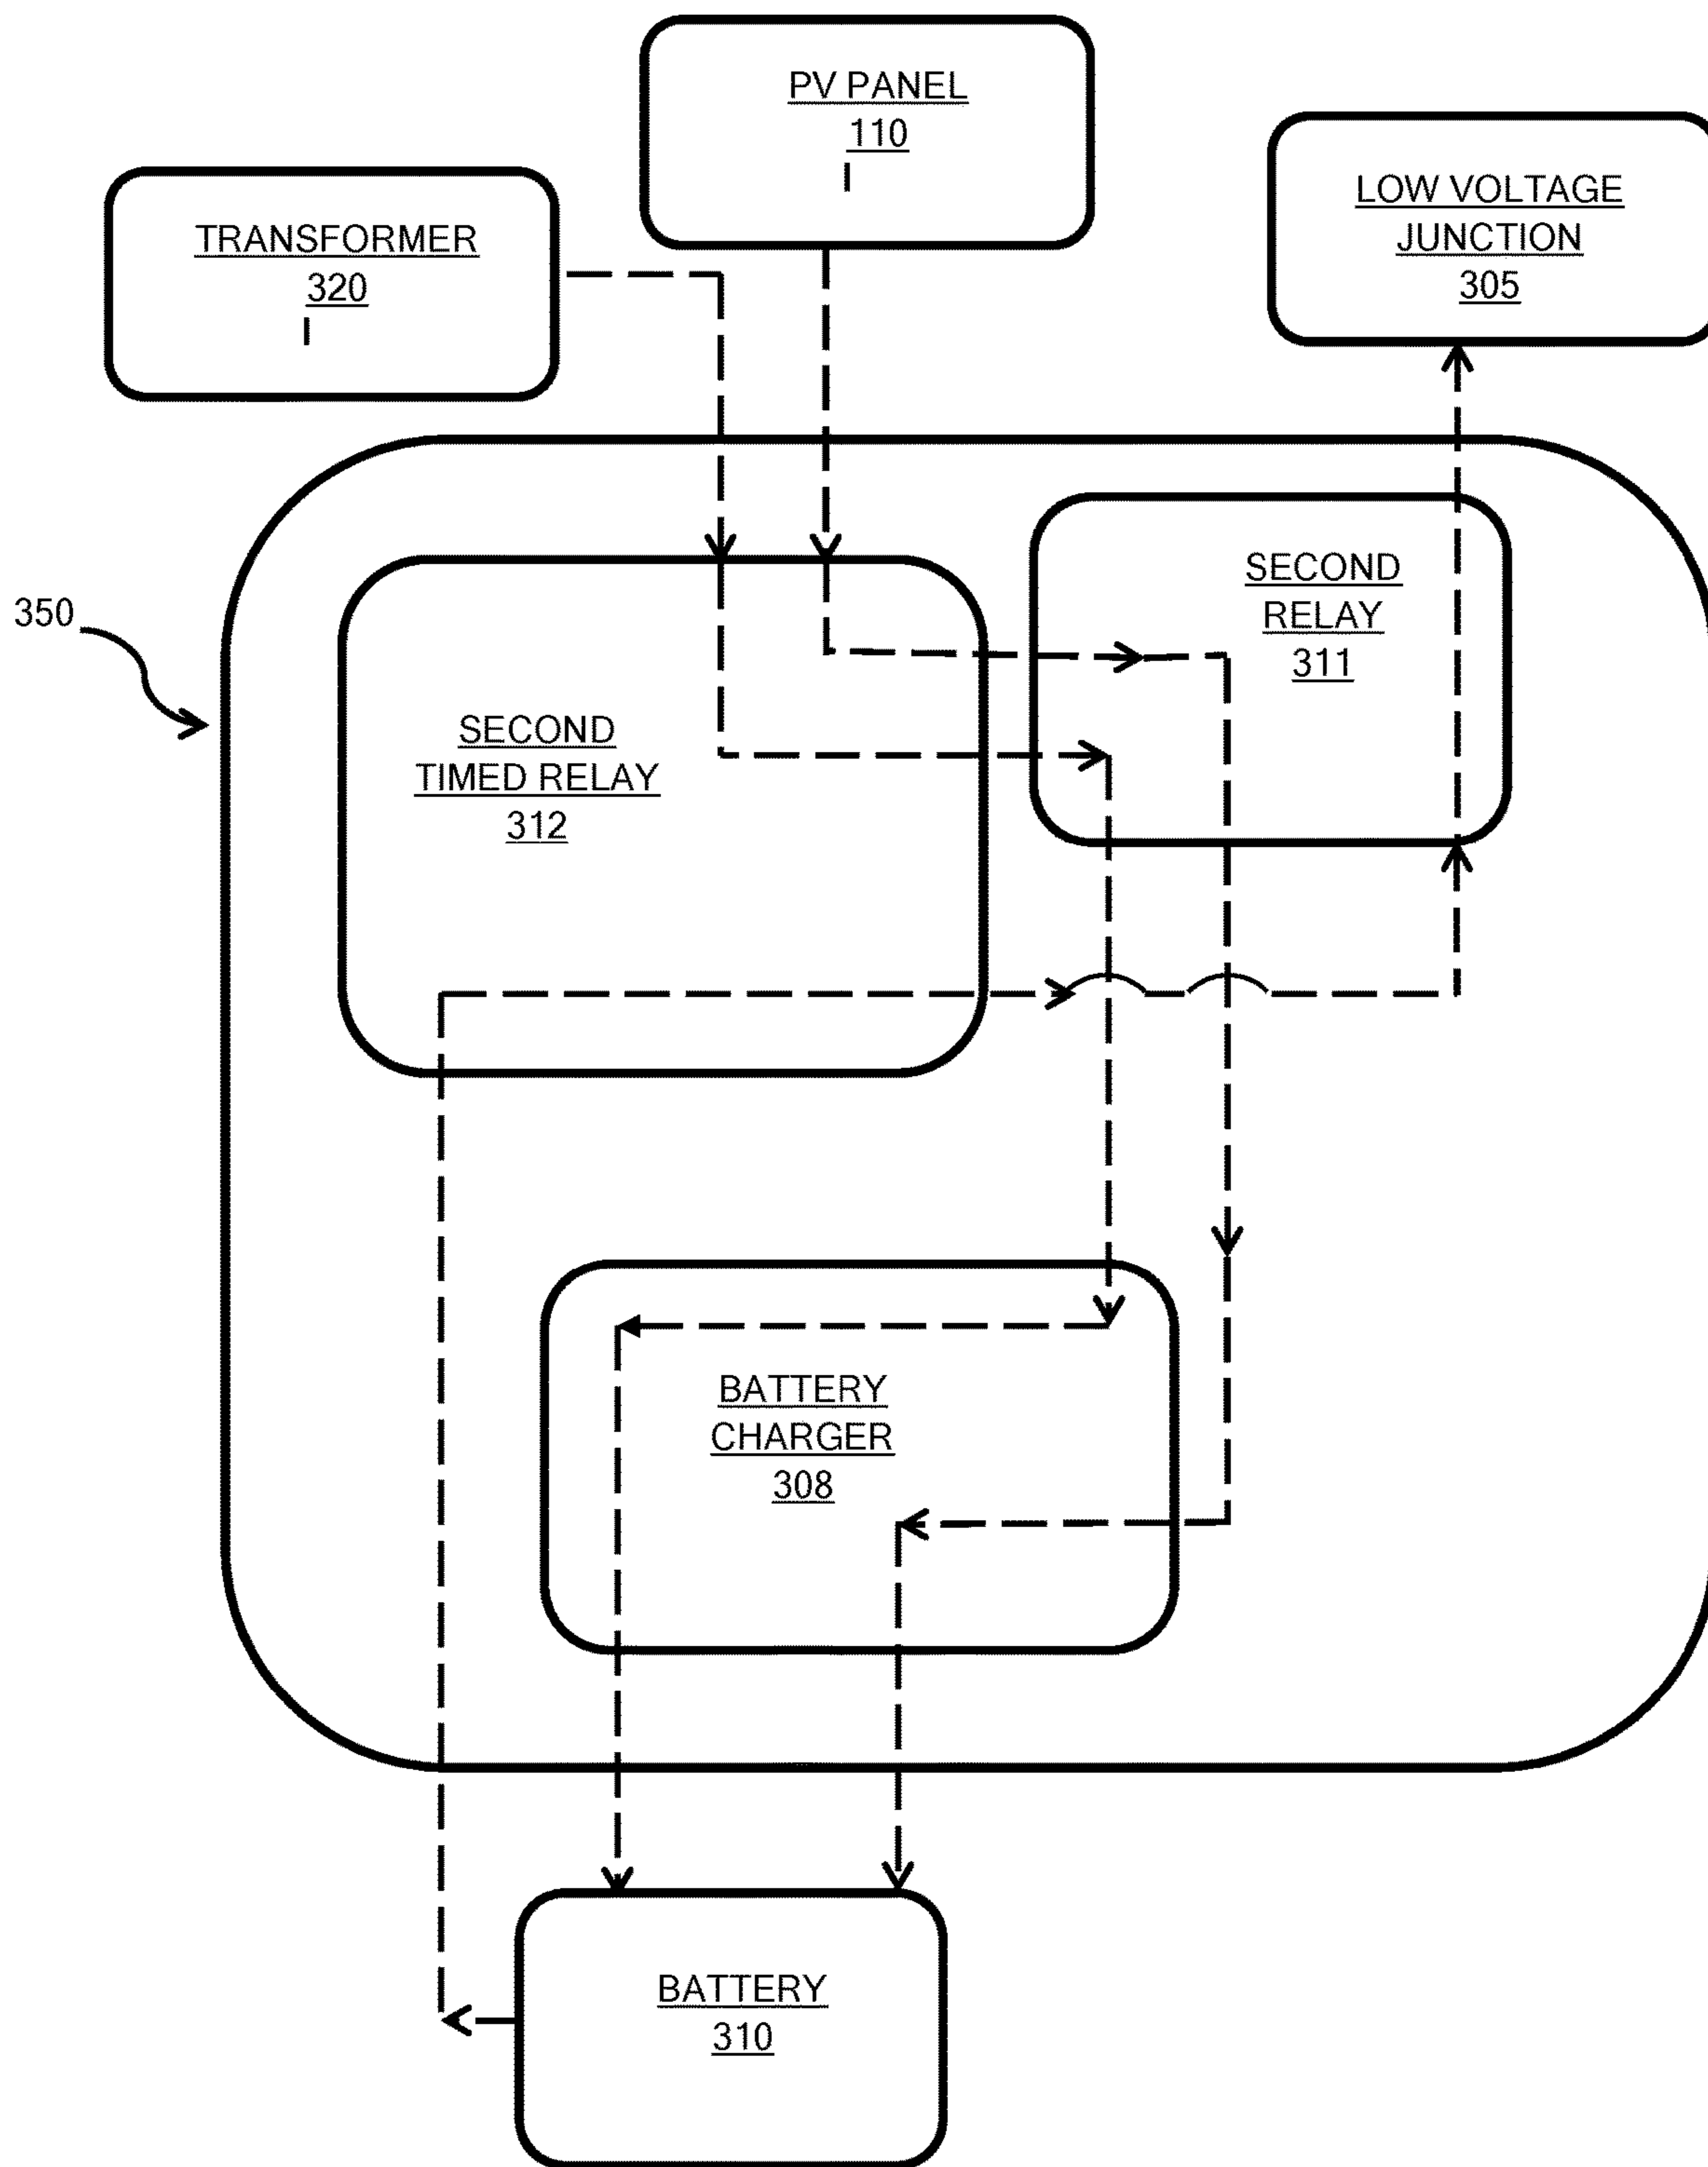 PV PANEL
110
TRANSFORMER
320
LOW VOLTAGE
JUNCTION
305
350
SECOND
RELAY
311
SECOND
TIMED RELAY
312
BATTERY
CHARGER
308
BATTERY
310